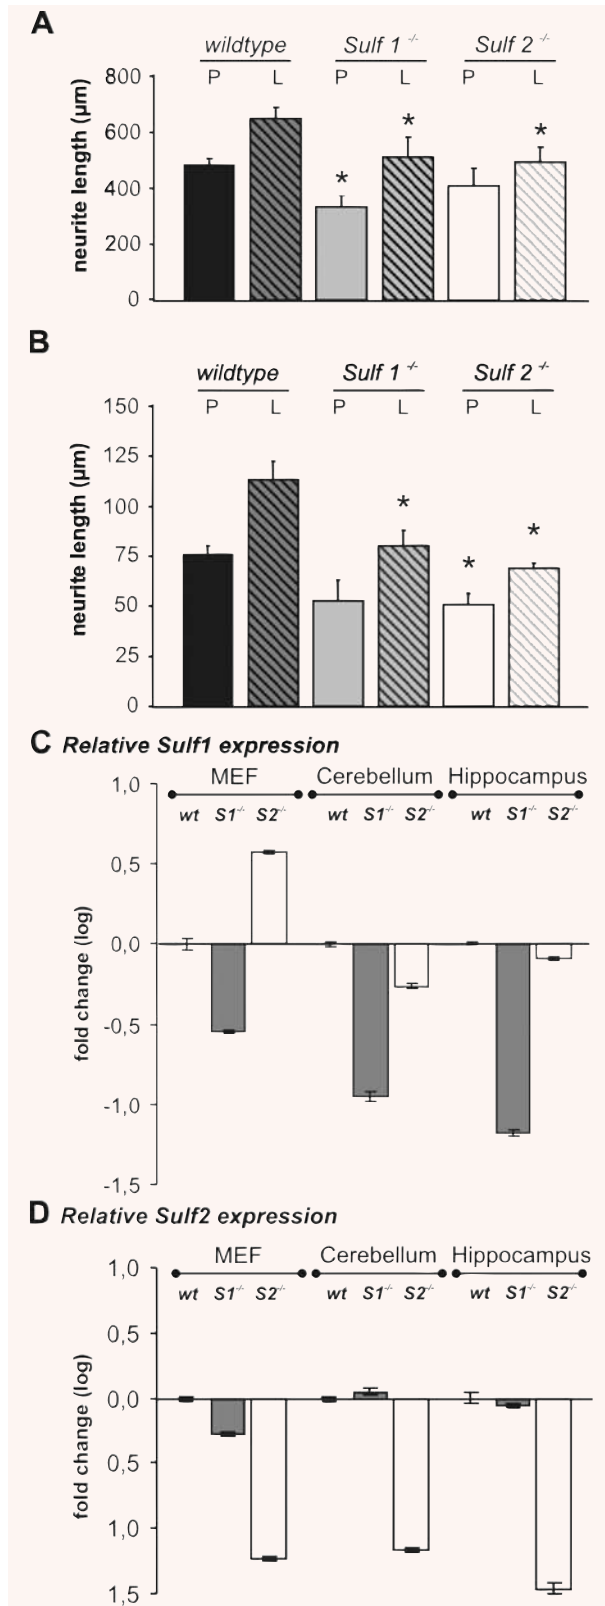 A
wildtype Sulf 1 -/- Sulf 2 -/-
P L P L P L
neurite length (µm)
800
600
400
200
0
* * *
B
wildtype Sulf 1 -/- Sulf 2 -/-
P L P L P L
neurite length (µm)
150
125
100
75
50
25
0
* * *
C Relative Sulf1 expression
MEF Cerebellum Hippocampus
wt S1-/- S2-/- wt S1-/- S2-/- wt S1-/- S2-/-
fold change (log)
1,0
0,5
0,0
-0,5
-1,0
-1,5
D Relative Sulf2 expression
MEF Cerebellum Hippocampus
wt S1-/- S2-/- wt S1-/- S2-/- wt S1-/- S2-/-
fold change (log)
1,0
0,5
0,0
0,5
1,0
1,5